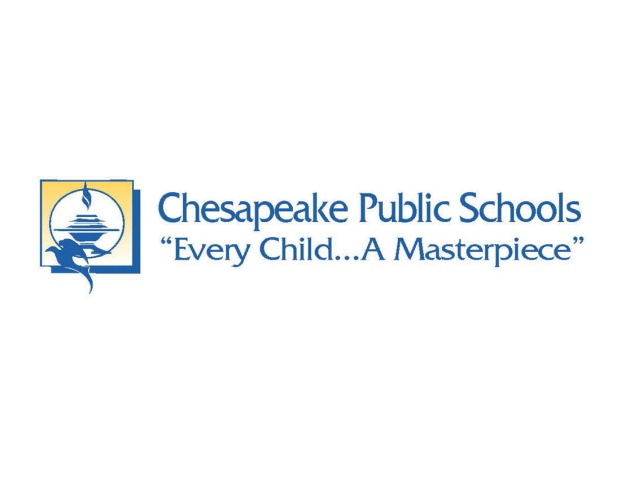 Chesapeake Public Schools
“Every Child...A Masterpiece”